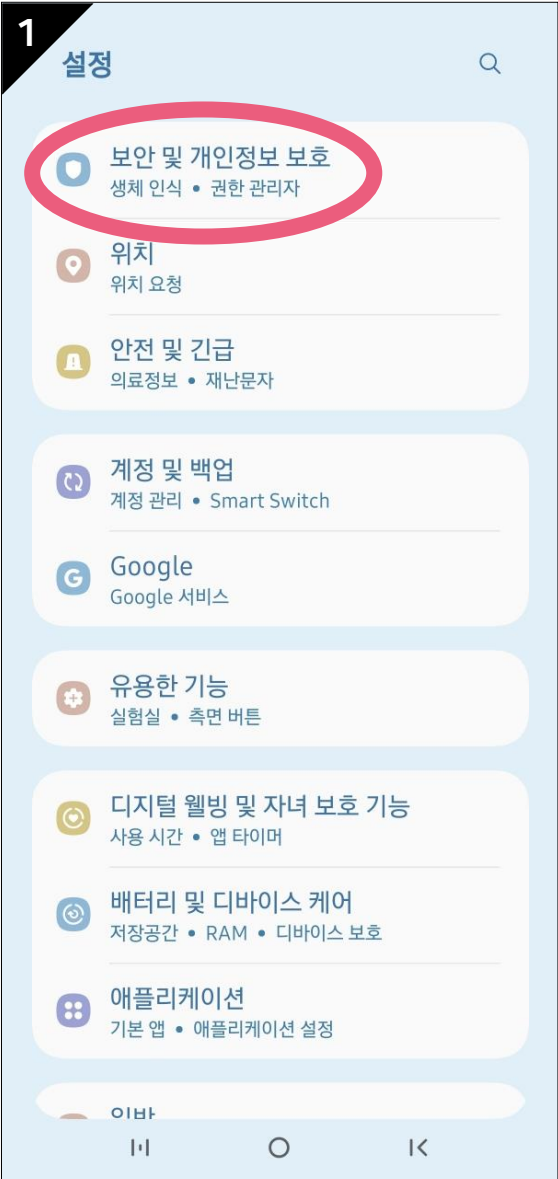 1
설정
보안 및 개인정보 보호
생체 인식 • 권한 관리자
위치
위치 요청
안전 및 긴급
의료정보 • 재난문자
계정 및 백업
계정 관리 • Smart Switch
Google
Google 서비스
유용한 기능
실험실 • 측면 버튼
디지털 웰빙 및 자녀 보호 기능
사용 시간 • 앱 타이머
배터리 및 디바이스 케어
저장공간 • RAM • 디바이스 보호
애플리케이션
기본 앱 • 애플리케이션 설정